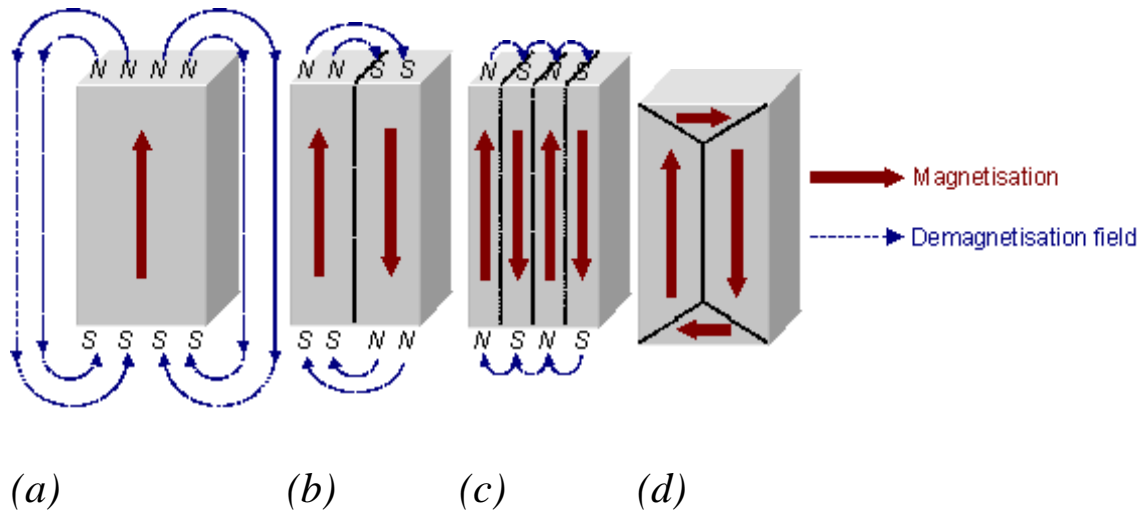 N N N N
N N S S
N S N S
Magnetisation
Demagnetisation field
S S S S
S S N N
N S N S
(a) (b) (c) (d)